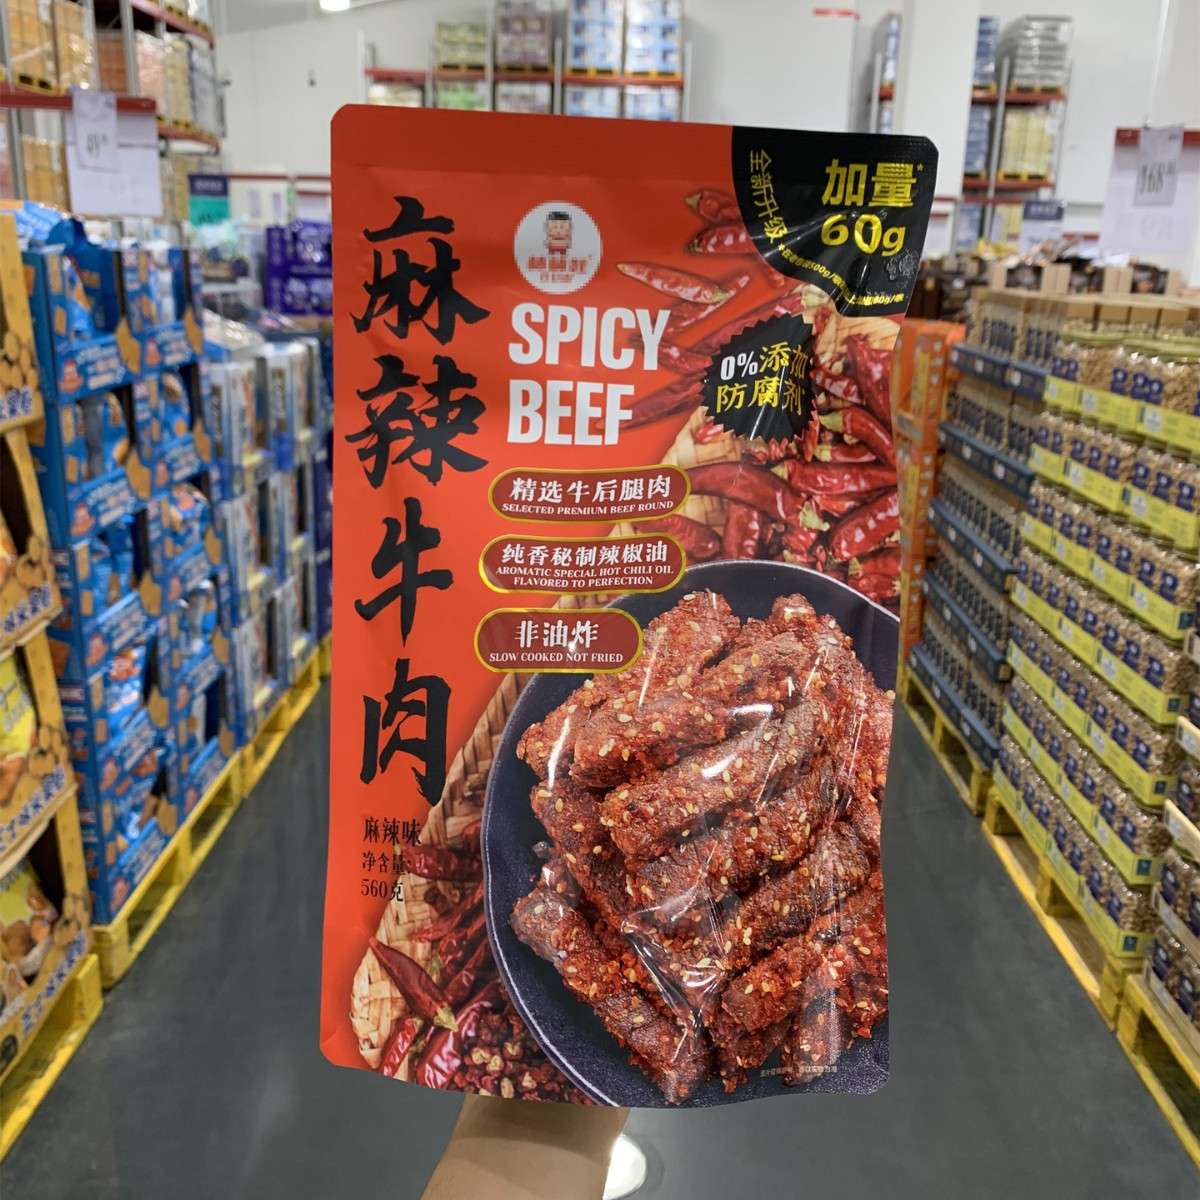 麻辣牛肉
SPICY
BEEF
全新升级
加量*
60g
0%添加
防腐剂
精选牛后腿肉
SELECTED PREMIUM BEEF ROUND
纯香秘制辣椒油
AROMATIC SPECIAL HOT CHILI OIL
FLAVORED TO PERFECTION
非油炸
SLOW COOKED NOT FRIED
麻辣味
净含量:
560克
168